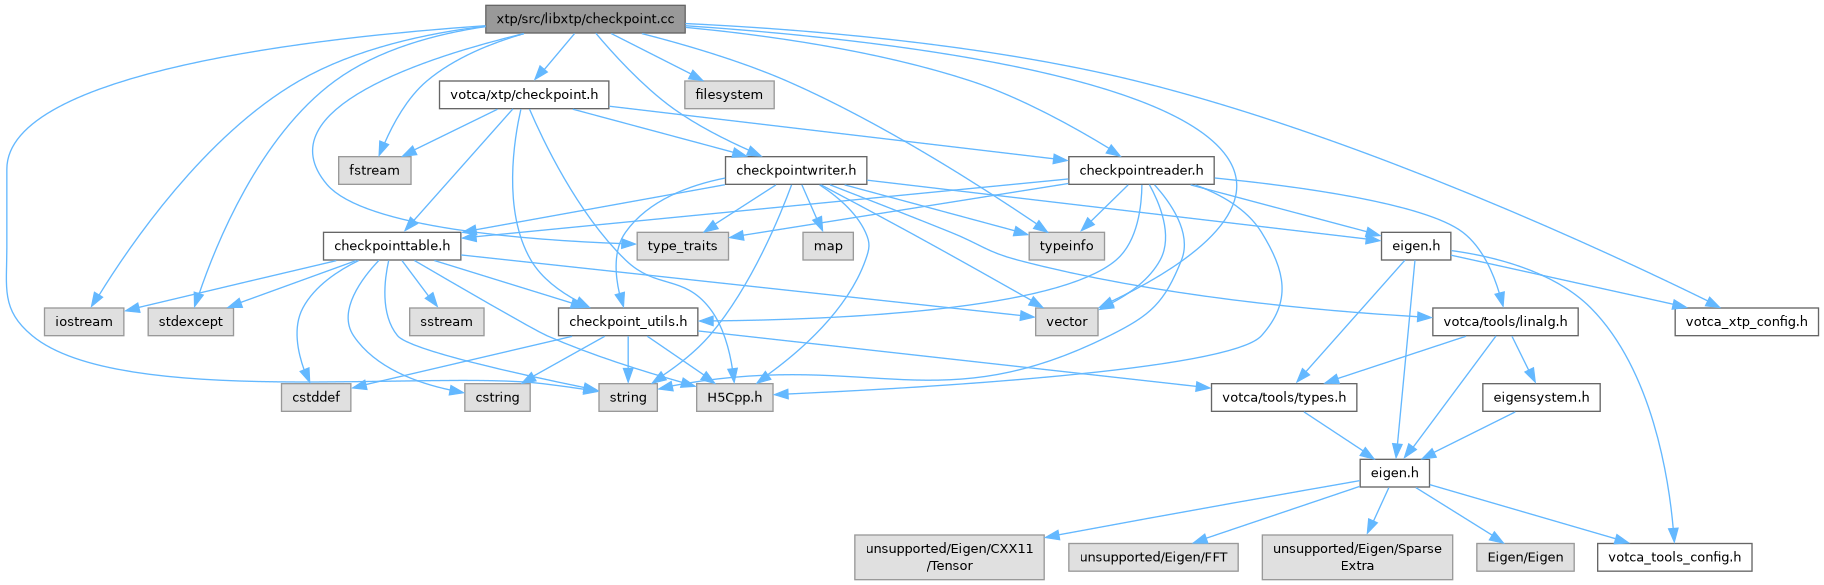 xtp/src/libxtp/checkpoint.cc
votca/xtp/checkpoint.h
filesystem
fstream
checkpointwriter.h
checkpointreader.h
checkpointtable.h
type_traits
map
typeinfo
eigen.h
iostream
stdexcept
sstream
checkpoint_utils.h
vector
votca/tools/linalg.h
votca_xtp_config.h
cstddef
cstring
string
H5Cpp.h
votca/tools/types.h
eigensystem.h
eigen.h
unsupported/Eigen/CXX11
/Tensor
unsupported/Eigen/FFT
unsupported/Eigen/Sparse
Extra
Eigen/Eigen
votca_tools_config.h